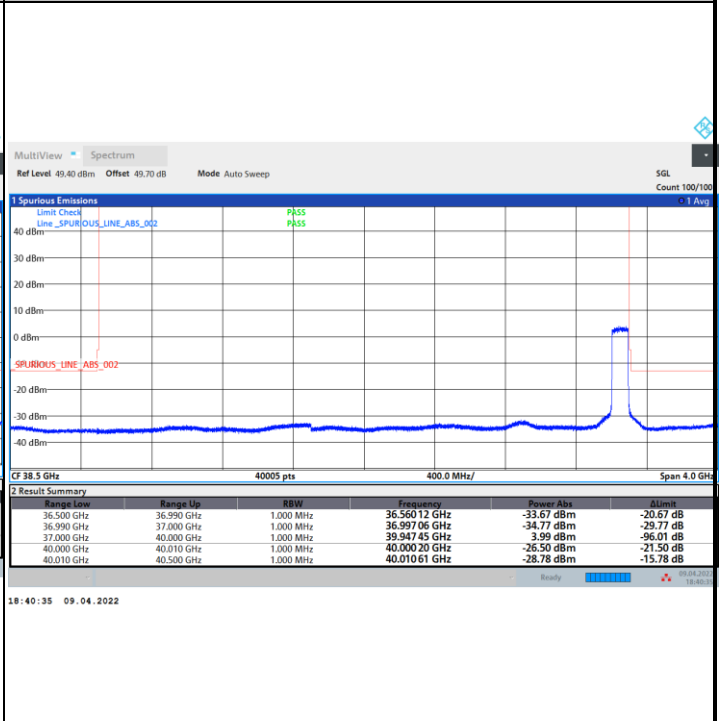 MultiView Spectrum
Ref Level 49.40 dBm Offset 49.70 dB Mode Auto Sweep SGL
Count 100/100
1 Spurious Emissions 1 Avg
Limit Check PASS
Line _SPURIOUS_LINE_ABS_002 PASS
40 dBm
30 dBm
20 dBm
10 dBm
0 dBm
_SPURIOUS_LINE_ABS_002
-20 dBm
-30 dBm
-40 dBm
CF 38.5 GHz 40005 pts 400.0 MHz/ Span 4.0 GHz
2 Result Summary
Range Low Range Up RBW Frequency Power Abs ΔLimit
36.500 GHz 36.990 GHz 1.000 MHz 36.56012 GHz -33.67 dBm -20.67 dB
36.990 GHz 37.000 GHz 1.000 MHz 36.99706 GHz -34.77 dBm -29.77 dB
37.000 GHz 40.000 GHz 1.000 MHz 39.94745 GHz 3.99 dBm -96.01 dB
40.000 GHz 40.010 GHz 1.000 MHz 40.00020 GHz -26.50 dBm -21.50 dB
40.010 GHz 40.500 GHz 1.000 MHz 40.01061 GHz -28.78 dBm -15.78 dB
Ready 09.04.2022
18:40:35
18:40:35 09.04.2022